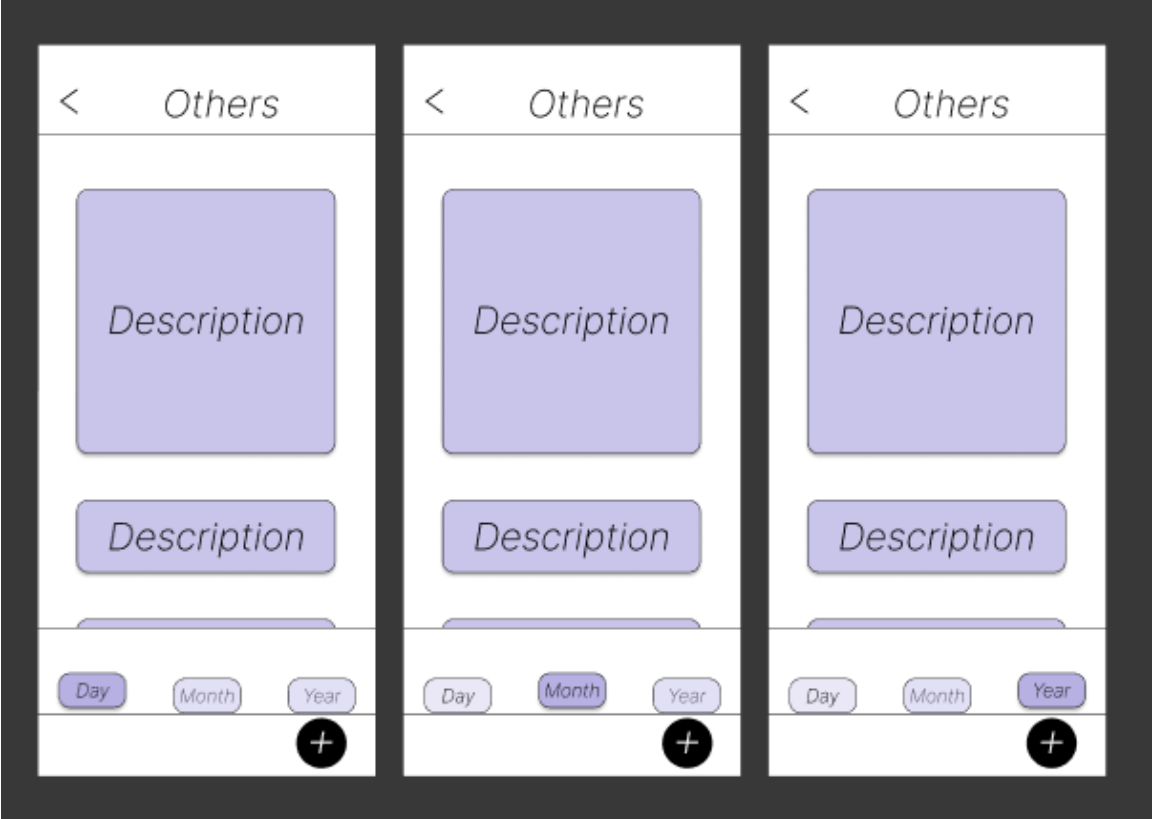 < Others
Description
Description
Day Month Year
+
< Others
Description
Description
Day Month Year
+
< Others
Description
Description
Day Month Year
+